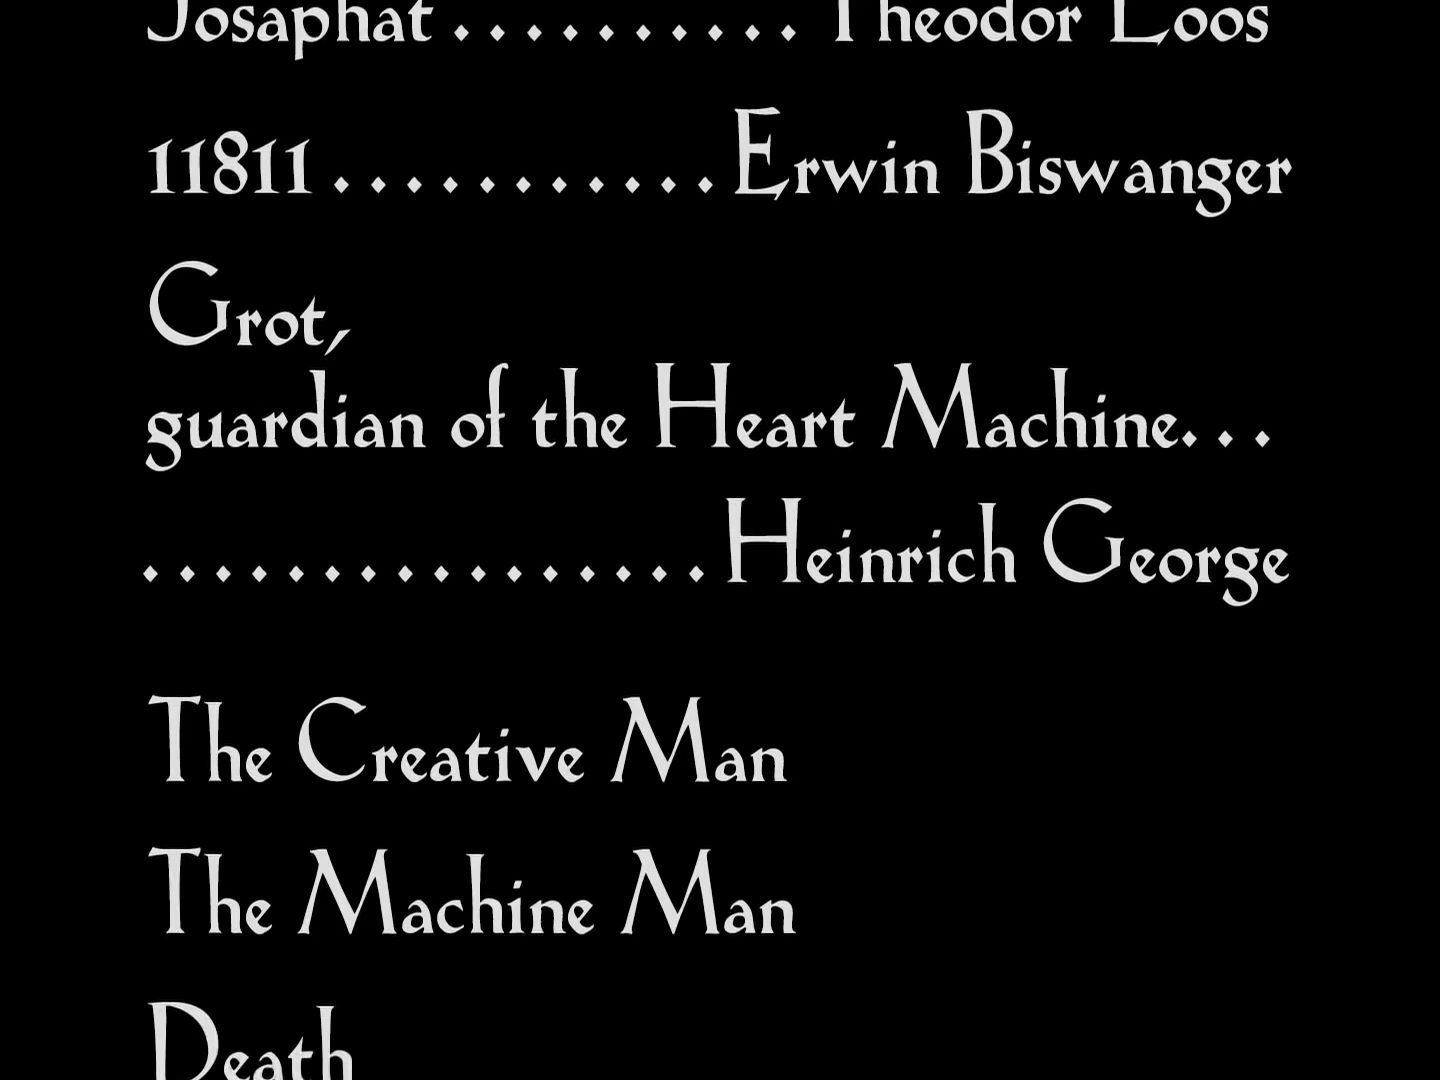 Josaphat . . . . . . . . . . Theodor Loos
11811 . . . . . . . . . . . Erwin Biswanger
Grot,
guardian of the Heart Machine. . .
. . . . . . . . . . . . . . . . Heinrich George
The Creative Man
The Machine Man
Death